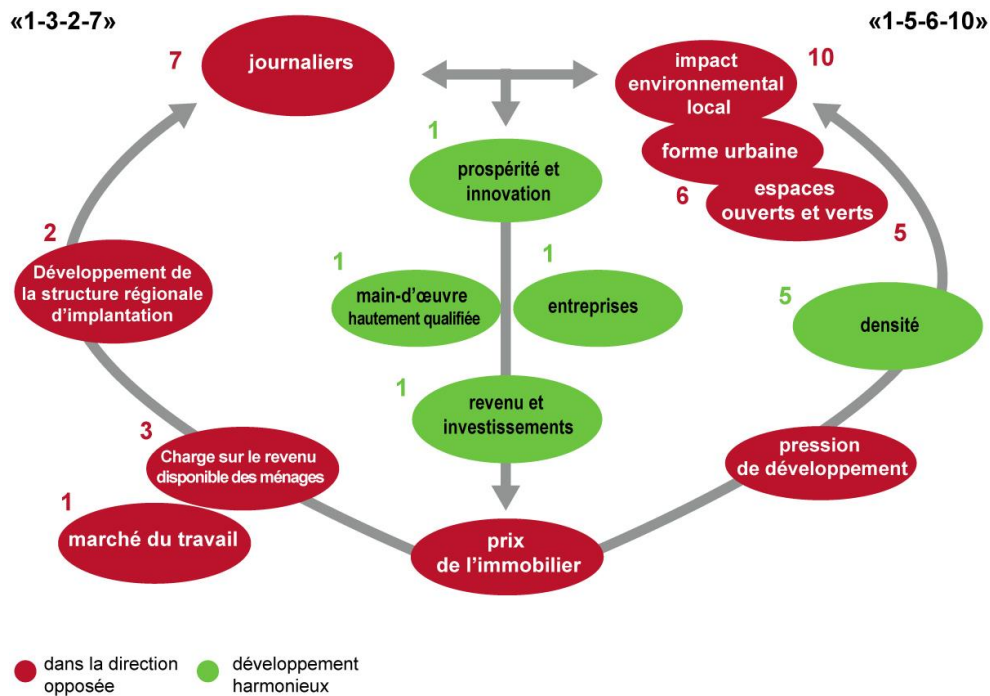 «1-3-2-7»
«1-5-6-10»
7
journaliers
impact
environnemental
local
10
forme urbaine
espaces
ouverts et verts
6
5
1
prospérité et
innovation
1
main-d'œuvre
hautement qualifiée
1
entreprises
1
revenu et
investissements
2
Développement de
la structure régionale
d'implantation
5
densité
3
Charge sur le revenu
disponible des ménages
1
marché du travail
pression
de développement
prix
de l'immobilier
dans la direction
opposée
développement
harmonieux